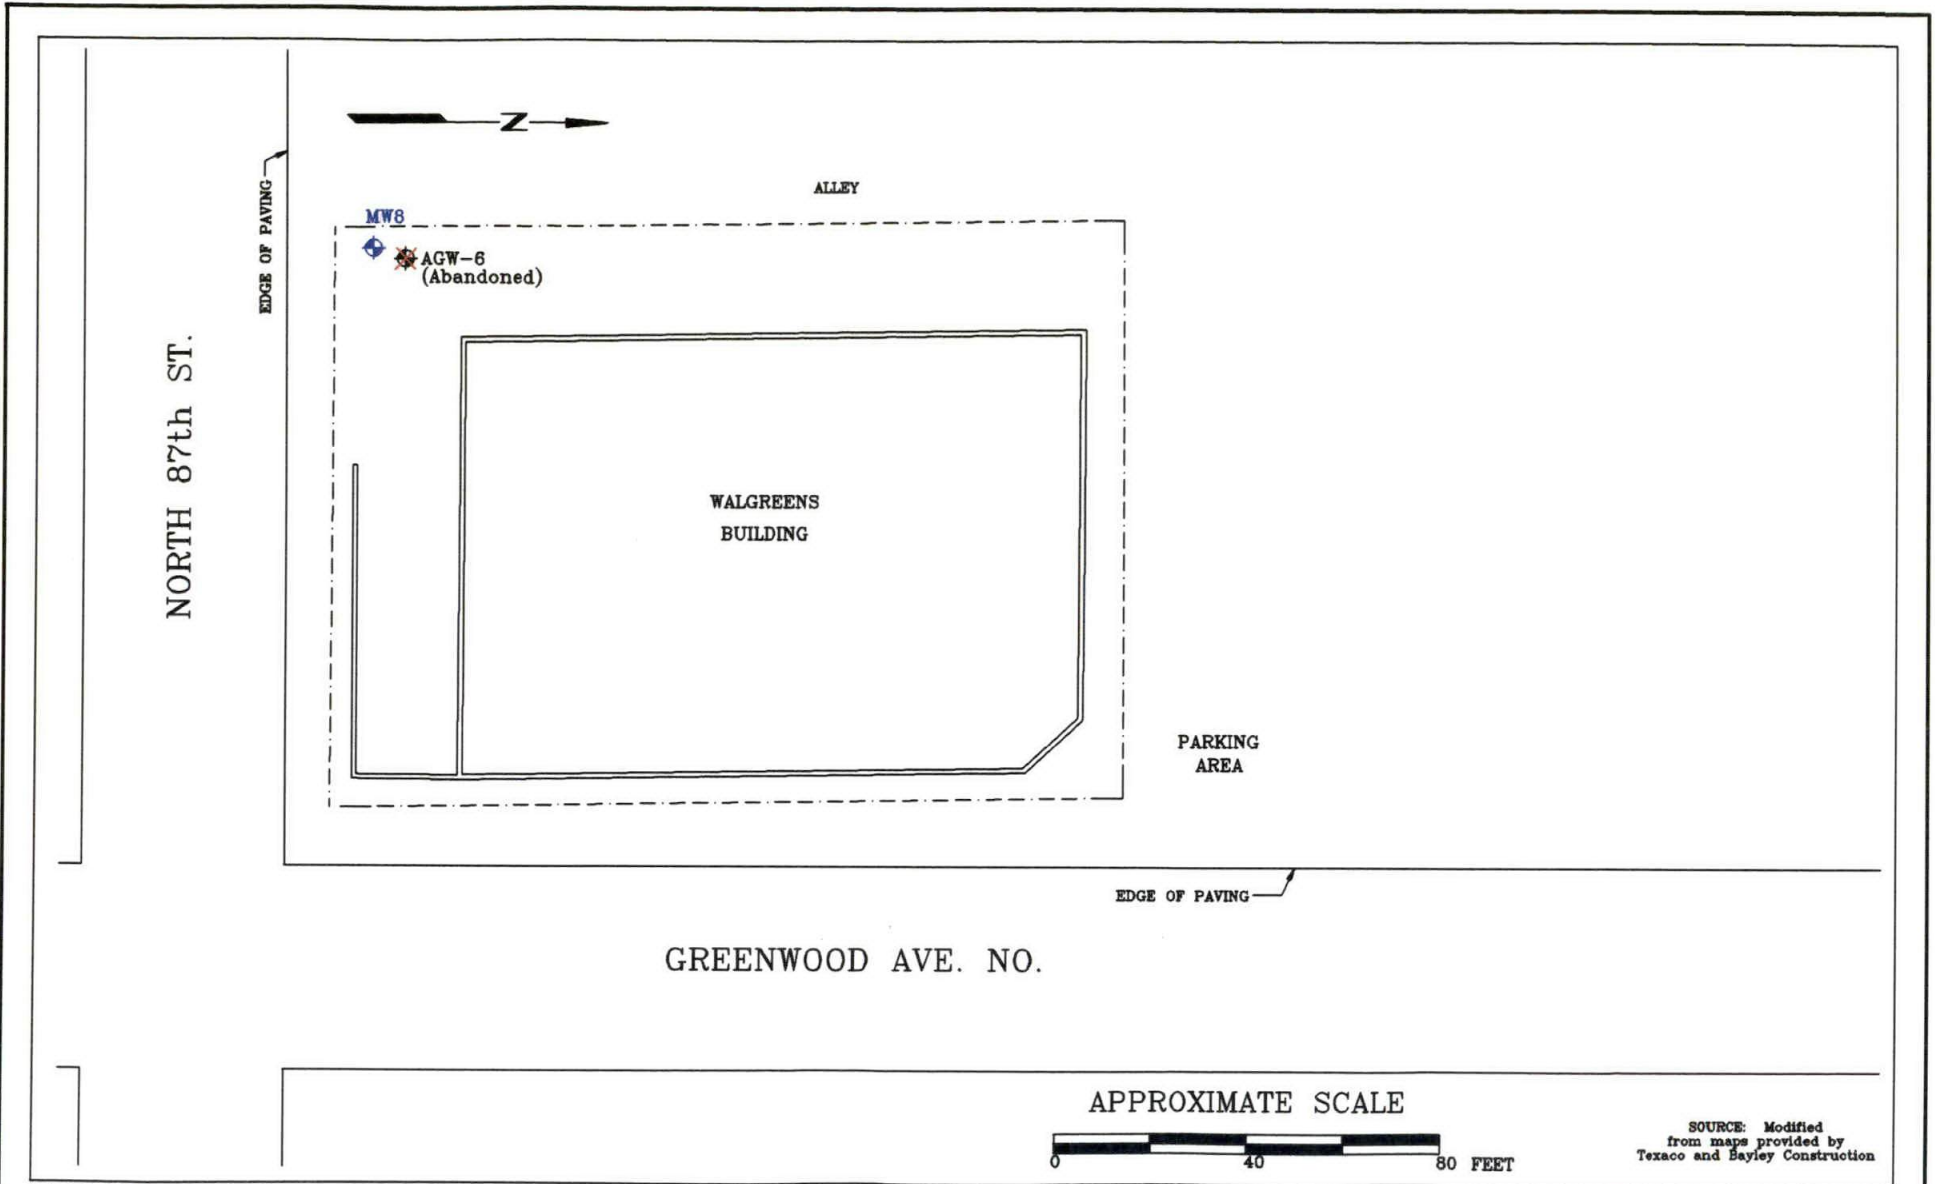 N
EDGE OF PAVING
ALLEY
MW8
AGW-6
(Abandoned)
NORTH 87th ST.
WALGREENS
BUILDING
PARKING
AREA
EDGE OF PAVING
GREENWOOD AVE. NO.
APPROXIMATE SCALE
0 40 80 FEET
SOURCE: Modified
from maps provided by
Texaco and Bayley Construction